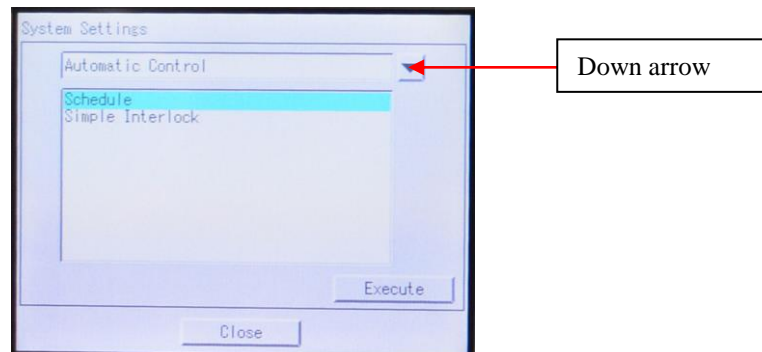 System Settings
Automatic Control
Down arrow
Schedule
Simple Interlock
Execute
Close